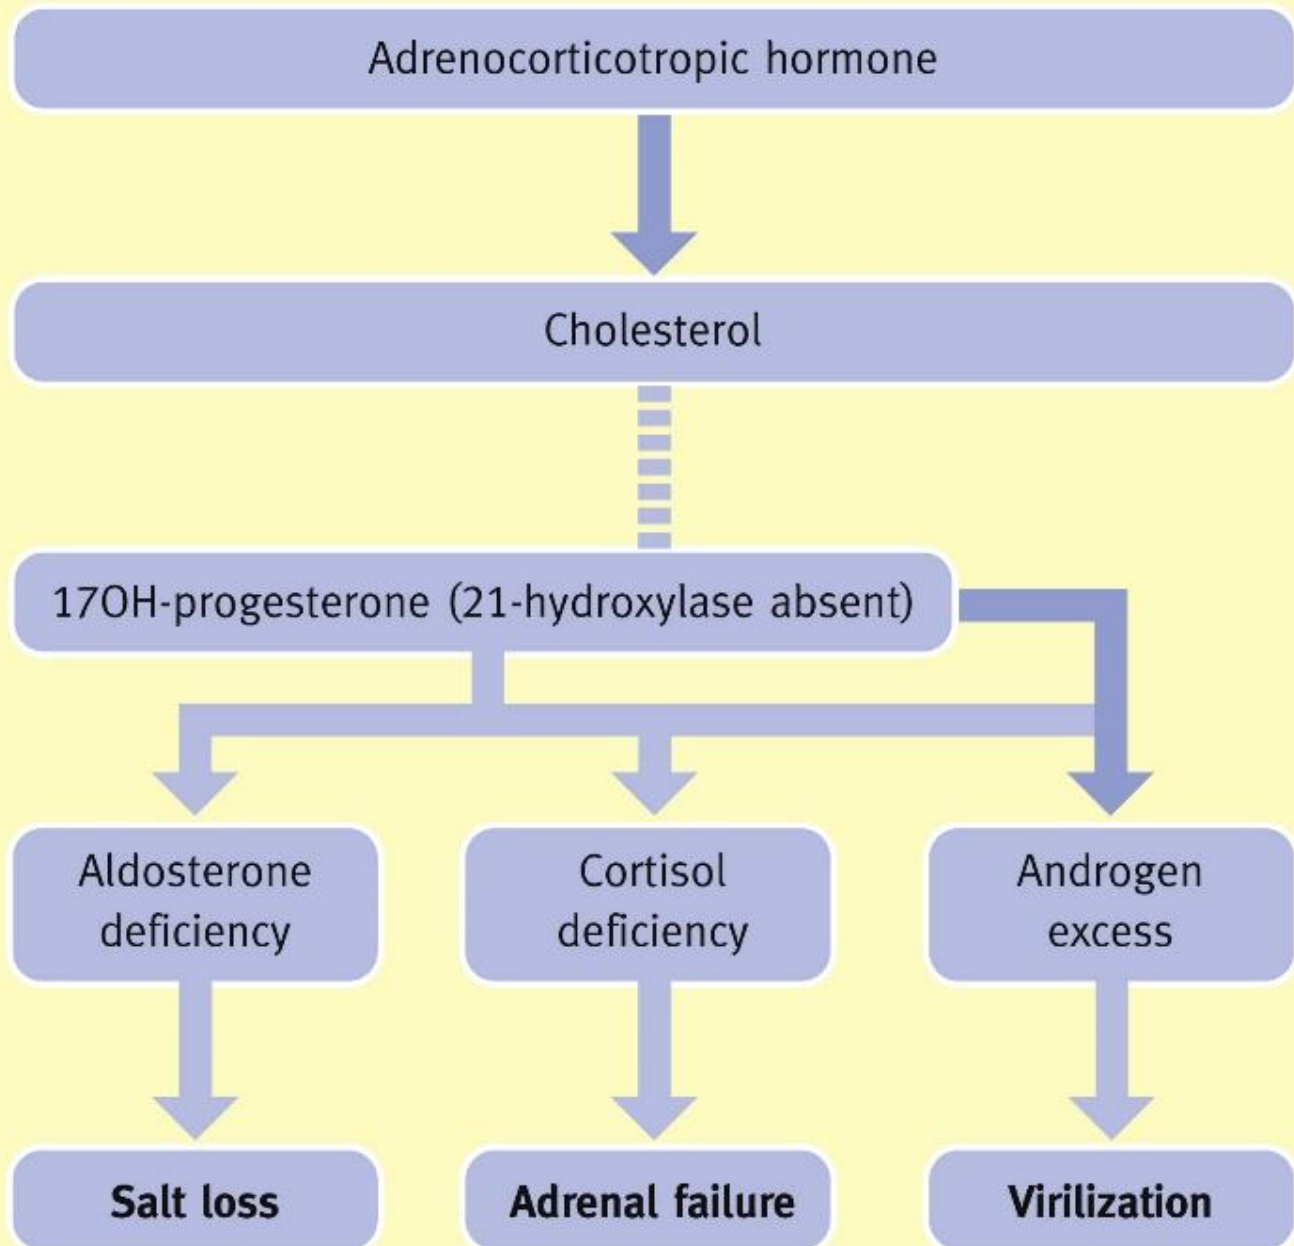 Adrenocorticotropic hormone
Cholesterol
17OH-progesterone (21-hydroxylase absent)
Aldosterone
deficiency
Cortisol
deficiency
Androgen
excess
Salt loss
Adrenal failure
Virilization